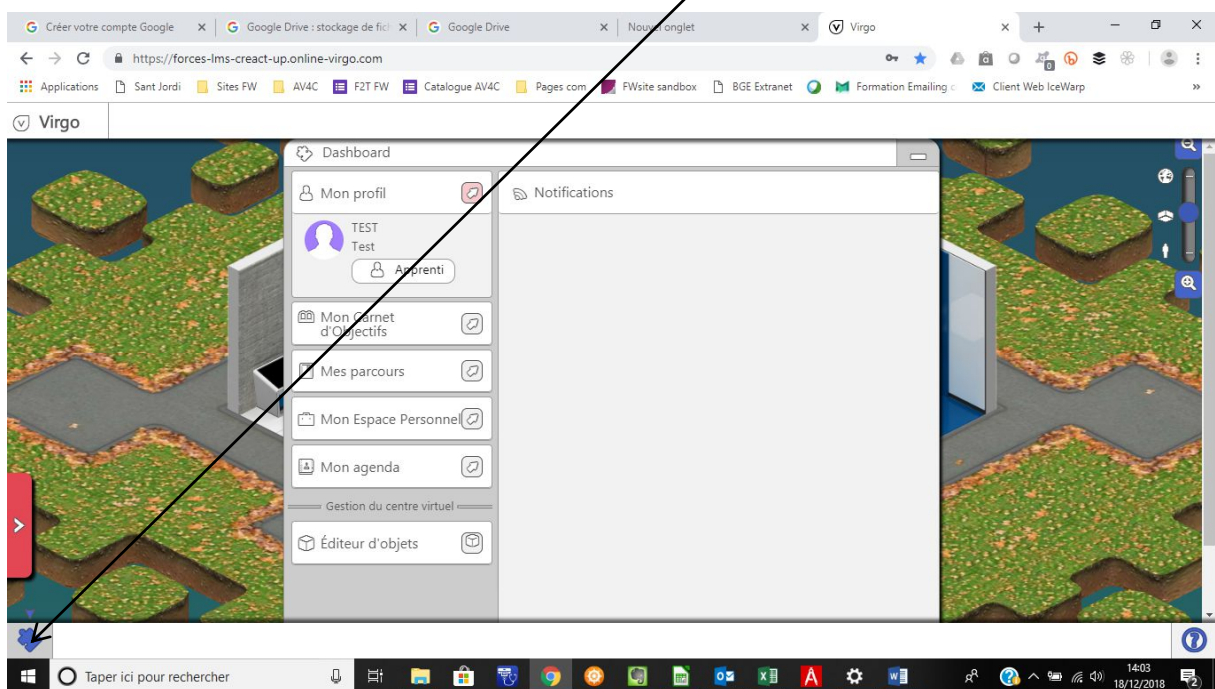 Créer votre compte Google
Google Drive : stockage de fich
Google Drive
Nouvel onglet
Virgo
https://forces-lms-creact-up.online-virgo.com
Applications
Sant Jordi
Sites FW
AV4C
F2T FW
Catalogue AV4C
Pages com
FWsite sandbox
BGE Extranet
Formation Emailing
Client Web IceWarp
Virgo
Dashboard
Mon profil
Notifications
TEST
Test
Apprenti
Mon Carnet
d'Objectifs
Mes parcours
Mon Espace Personnel
Mon agenda
Gestion du centre virtuel
Éditeur d'objets
Taper ici pour rechercher
14:03
18/12/2018